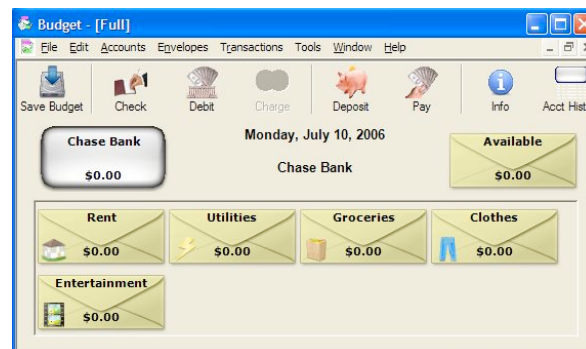 Budget - [Full]
File Edit Accounts Envelopes Transactions Tools Window Help
Save Budget Check Debit Charge Deposit Pay Info Acct Hist
Monday, July 10, 2006
Chase Bank
$0.00
Chase Bank
Available
$0.00
Rent Utilities Groceries Clothes
$0.00 $0.00 $0.00 $0.00
Entertainment
$0.00